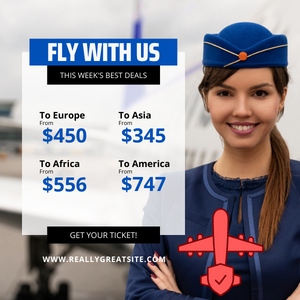 FLY WITH US
THIS WEEK'S BEST DEALS
To Europe
From
$450
To Asia
From
$345
To Africa
From
$556
To America
From
$747
GET YOUR TICKET!
WWW.REALLYGREATSITE.COM